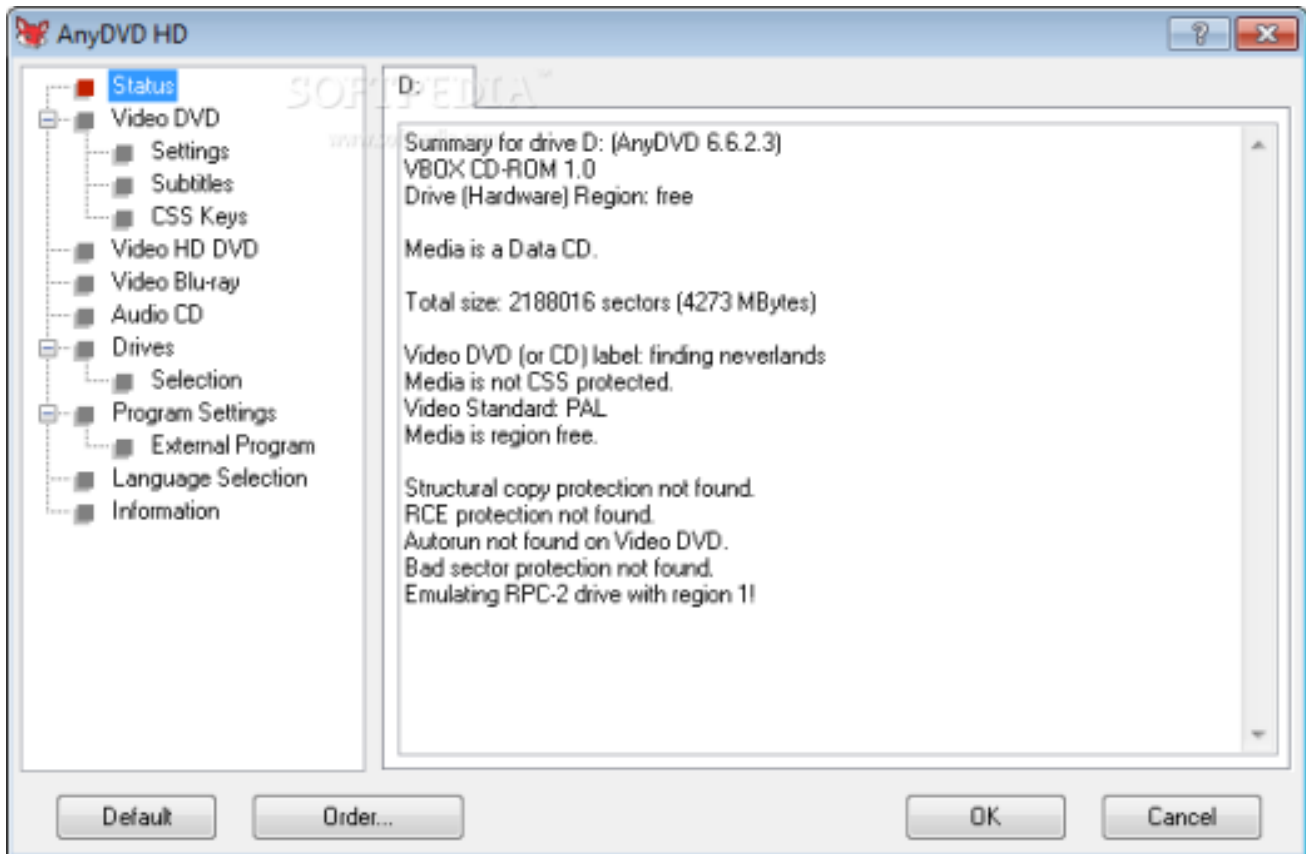 AnyDVD HD
Status
Video DVD
Settings
Subtitles
CSS Keys
Video HD DVD
Video Blu-ray
Audio CD
Drives
Selection
Program Settings
External Program
Language Selection
Information
SOFTPEDIA
D:
Summary for drive D: (AnyDVD 6.6.2.3)
VBOX CD-ROM 1.0
Drive (Hardware) Region: free
Media is a Data CD.
Total size: 2188016 sectors (4273 MBytes)
Video DVD (or CD) label: finding neverlands
Media is not CSS protected.
Video Standard: PAL
Media is region free.
Structural copy protection not found.
RCE protection not found.
Autorun not found on Video DVD.
Bad sector protection not found.
Emulating RPC-2 drive with region 1!
Default
Order...
OK
Cancel